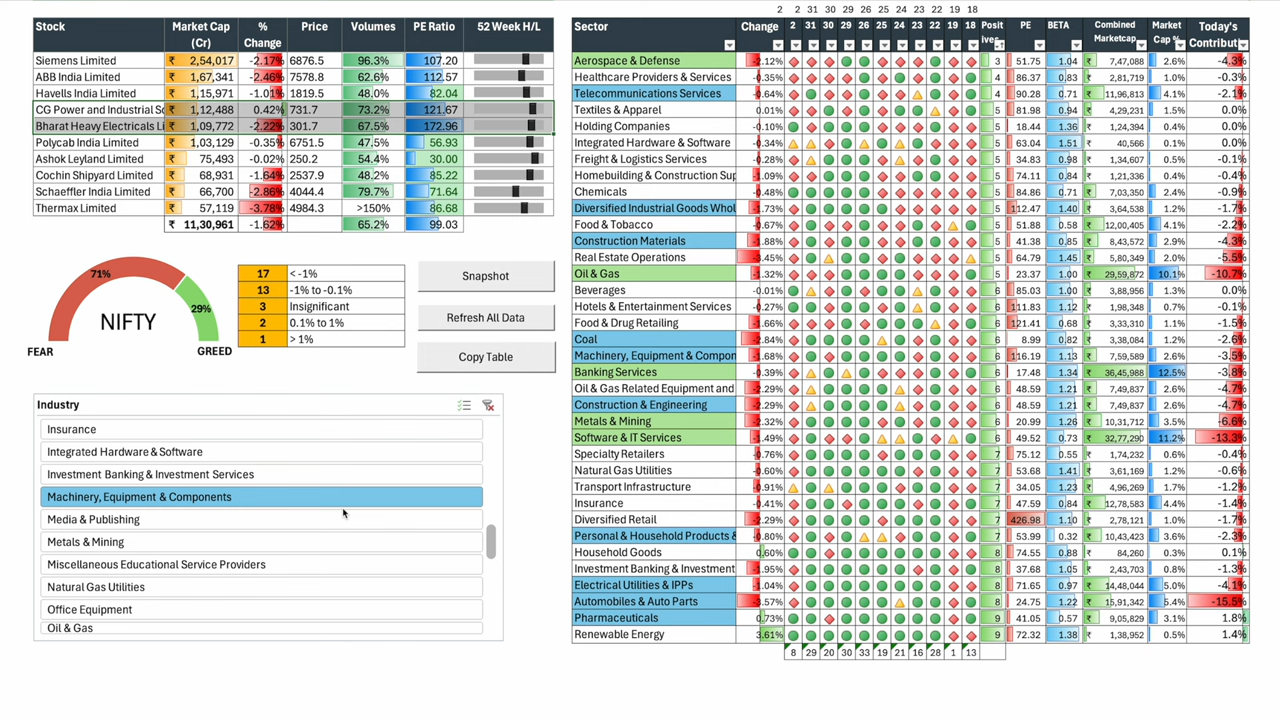 Stock Market Cap (Cr) % Change Price Volumes PE Ratio 52 Week H/L
Siemens Limited ₹ 2,54,017 -2.17% 6876.5 96.3% 107.20
ABB India Limited ₹ 1,67,341 -2.46% 7578.8 62.6% 112.57
Havells India Limited ₹ 1,15,971 -1.01% 1819.5 48.0% 82.04
CG Power and Industrial So ₹ 1,12,488 0.42% 731.7 73.2% 121.67
Bharat Heavy Electricals Li ₹ 1,09,772 -2.22% 301.7 67.5% 172.96
Polycab India Limited ₹ 1,03,129 -0.35% 6751.5 47.5% 56.93
Ashok Leyland Limited ₹ 75,493 -0.02% 250.2 54.4% 30.00
Cochin Shipyard Limited ₹ 68,931 -1.64% 2537.9 48.2% 85.22
Schaeffler India Limited ₹ 66,700 -2.86% 4044.4 79.7% 71.64
Thermax Limited ₹ 57,119 -3.78% 4984.3 >150% 86.68
₹ 11,30,961 -1.62% 65.2% 99.03
71%
29%
NIFTY
FEAR GREED
17 < -1%
13 -1% to -0.1%
3 Insignificant
2 0.1% to 1%
1 > 1%
Snapshot
Refresh All Data
Copy Table
Industry
Insurance
Integrated Hardware & Software
Investment Banking & Investment Services
Machinery, Equipment & Components
Media & Publishing
Metals & Mining
Miscellaneous Educational Service Providers
Natural Gas Utilities
Office Equipment
Oil & Gas
2 2 31 30 29 26 25 24 23 22 19 18
Sector Change 2 31 30 29 26 25 24 23 22 19 18 Posit ives PE BETA Combined Marketcap Market Cap % Today's Contribut
Aerospace & Defense -2.12% 3 51.75 1.04 7,47,088 2.6% -4.3%
Healthcare Providers & Services -0.35% 4 86.37 0.83 ₹ 2,81,719 1.0% -0.3%
Telecommunications Services -2.14% 4 90.28 0.71 ₹ 11,96,813 4.1% -2.1%
Textiles & Apparel 0.01% 5 81.98 0.94 ₹ 4,29,231 1.5% 0.0%
Holding Companies -0.10% 5 18.44 1.36 ₹ 1,24,394 0.4% 0.0%
Integrated Hardware & Software -0.34% 5 63.04 1.51 ₹ 40,566 0.1% 0.0%
Freight & Logistics Services -0.28% 5 34.83 0.98 ₹ 1,34,607 0.5% -0.1%
Homebuilding & Construction Sup -1.09% 5 74.11 0.84 ₹ 1,21,336 0.4% -0.4%
Chemicals -0.48% 5 84.86 0.71 ₹ 7,03,350 2.4% -0.9%
Diversified Industrial Goods Whol -1.73% 5 112.47 1.40 ₹ 3,64,538 1.2% -1.7%
Food & Tobacco -0.67% 5 51.88 0.58 ₹ 12,00,405 4.1% -2.2%
Construction Materials -1.88% 5 41.38 0.85 ₹ 8,43,572 2.9% -4.3%
Real Estate Operations -3.45% 5 64.79 1.45 ₹ 5,80,349 2.0% -5.5%
Oil & Gas -1.32% 5 23.37 1.00 ₹ 29,59,872 10.1% -10.7%
Beverages -0.01% 6 85.03 1.00 ₹ 3,88,956 1.3% 0.0%
Hotels & Entertainment Services -0.27% 6 111.83 1.12 ₹ 1,98,348 0.7% -0.1%
Food & Drug Retailing -1.66% 6 121.41 0.68 ₹ 3,33,310 1.1% -1.5%
Coal -2.84% 6 8.99 0.82 ₹ 3,38,084 1.2% -2.6%
Machinery, Equipment & Compon -1.68% 6 116.19 1.13 ₹ 7,59,589 2.6% -3.5%
Banking Services -0.39% 6 17.48 1.34 ₹ 36,45,988 12.5% -3.8%
Oil & Gas Related Equipment and -2.29% 6 48.59 1.21 ₹ 7,49,837 2.6% -4.7%
Construction & Engineering -2.29% 6 48.59 1.21 ₹ 7,49,837 2.6% -4.7%
Metals & Mining -2.32% 6 20.99 1.26 ₹ 10,31,712 3.5% -6.6%
Software & IT Services -1.49% 6 49.52 0.73 ₹ 32,77,290 11.2% -13.3%
Specialty Retailers -0.76% 7 75.12 0.55 ₹ 1,74,232 0.6% -0.4%
Natural Gas Utilities -0.60% 7 53.68 1.41 ₹ 3,61,169 1.2% -0.6%
Transport Infrastructure -0.91% 7 34.05 1.23 ₹ 4,96,269 1.7% -1.2%
Insurance -0.41% 7 47.59 0.84 ₹ 12,78,583 4.4% -1.4%
Diversified Retail -2.29% 7 426.98 1.10 ₹ 2,78,121 1.0% -1.7%
Personal & Household Products & -0.80% 7 53.99 0.32 ₹ 10,43,423 3.6% -2.3%
Household Goods 0.60% 8 74.55 0.88 ₹ 84,260 0.3% 0.1%
Investment Banking & Investment -1.95% 8 37.68 1.05 ₹ 2,43,703 0.8% -1.3%
Electrical Utilities & IPPs -1.04% 8 71.65 0.97 ₹ 14,48,044 5.0% -4.1%
Automobiles & Auto Parts -3.57% 8 24.75 1.22 ₹ 15,91,342 5.4% -15.5%
Pharmaceuticals 0.73% 9 41.05 0.57 ₹ 9,05,829 3.1% 1.8%
Renewable Energy 3.61% 9 72.32 1.38 ₹ 1,38,952 0.5% 1.4%
8 29 20 30 33 19 21 16 28 1 13